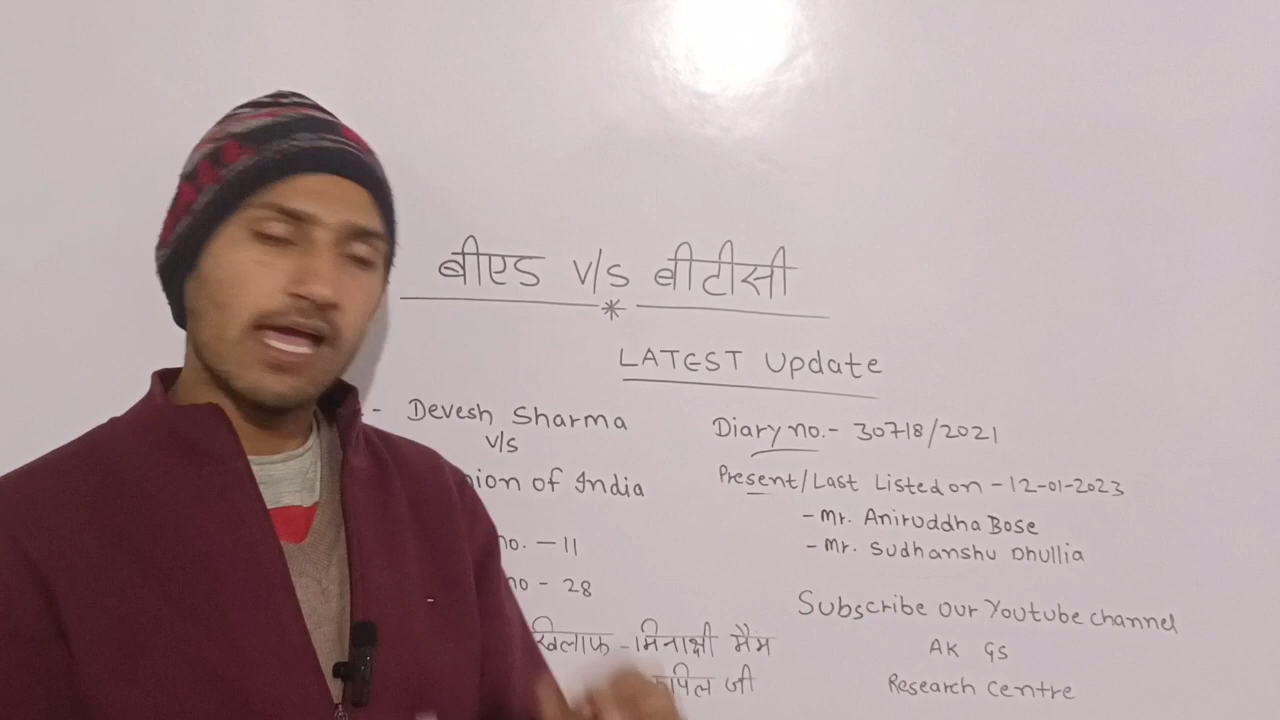 बीएड v/s बीटीसी
LATEST Update
- Devesh Sharma
v/s
of India
no. - 11
no - 28
खिलाफ - मिनाक्षी मैम
जी
Diary no. - 30718/2021
Present/Last Listed on - 12-01-2023
- Mr. Aniruddha Bose
- Mr. Sudhanshu Dhullia
Subscribe our Youtube channel
AK GS
Research Centre